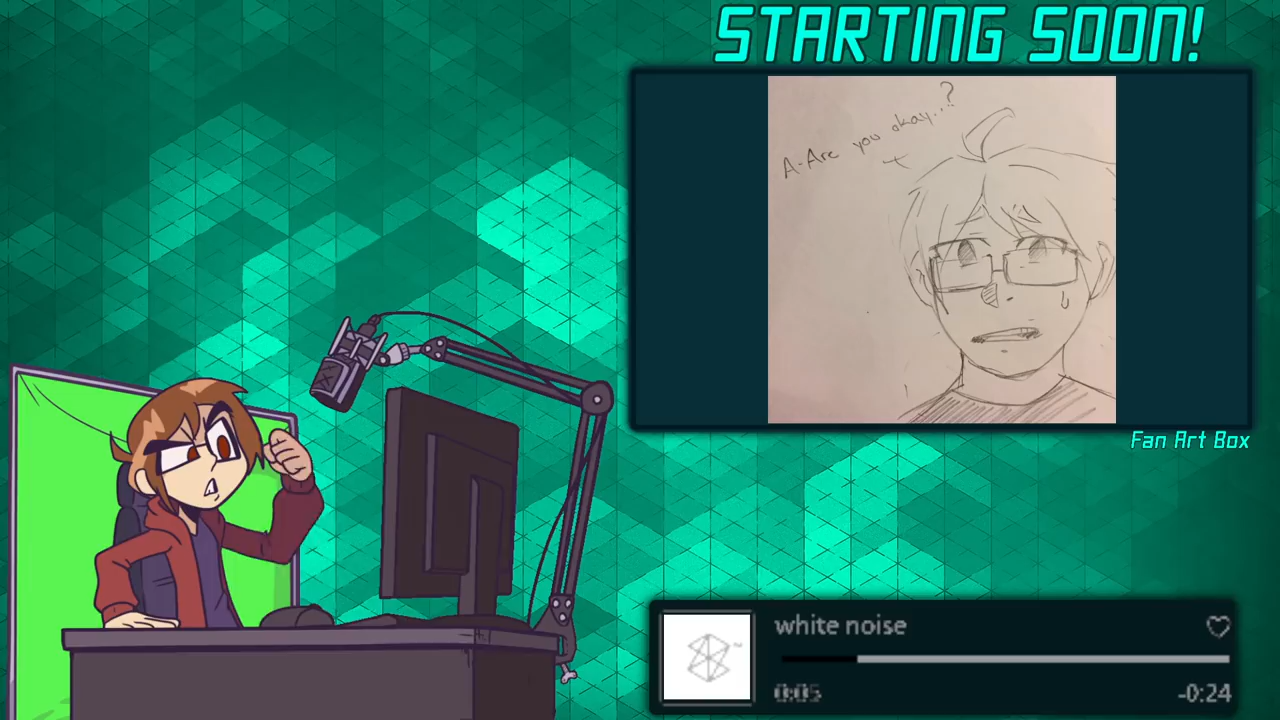 STARTING SOON!
A-Are you okay..?
Fan Art Box
white noise
0:05
-0:24